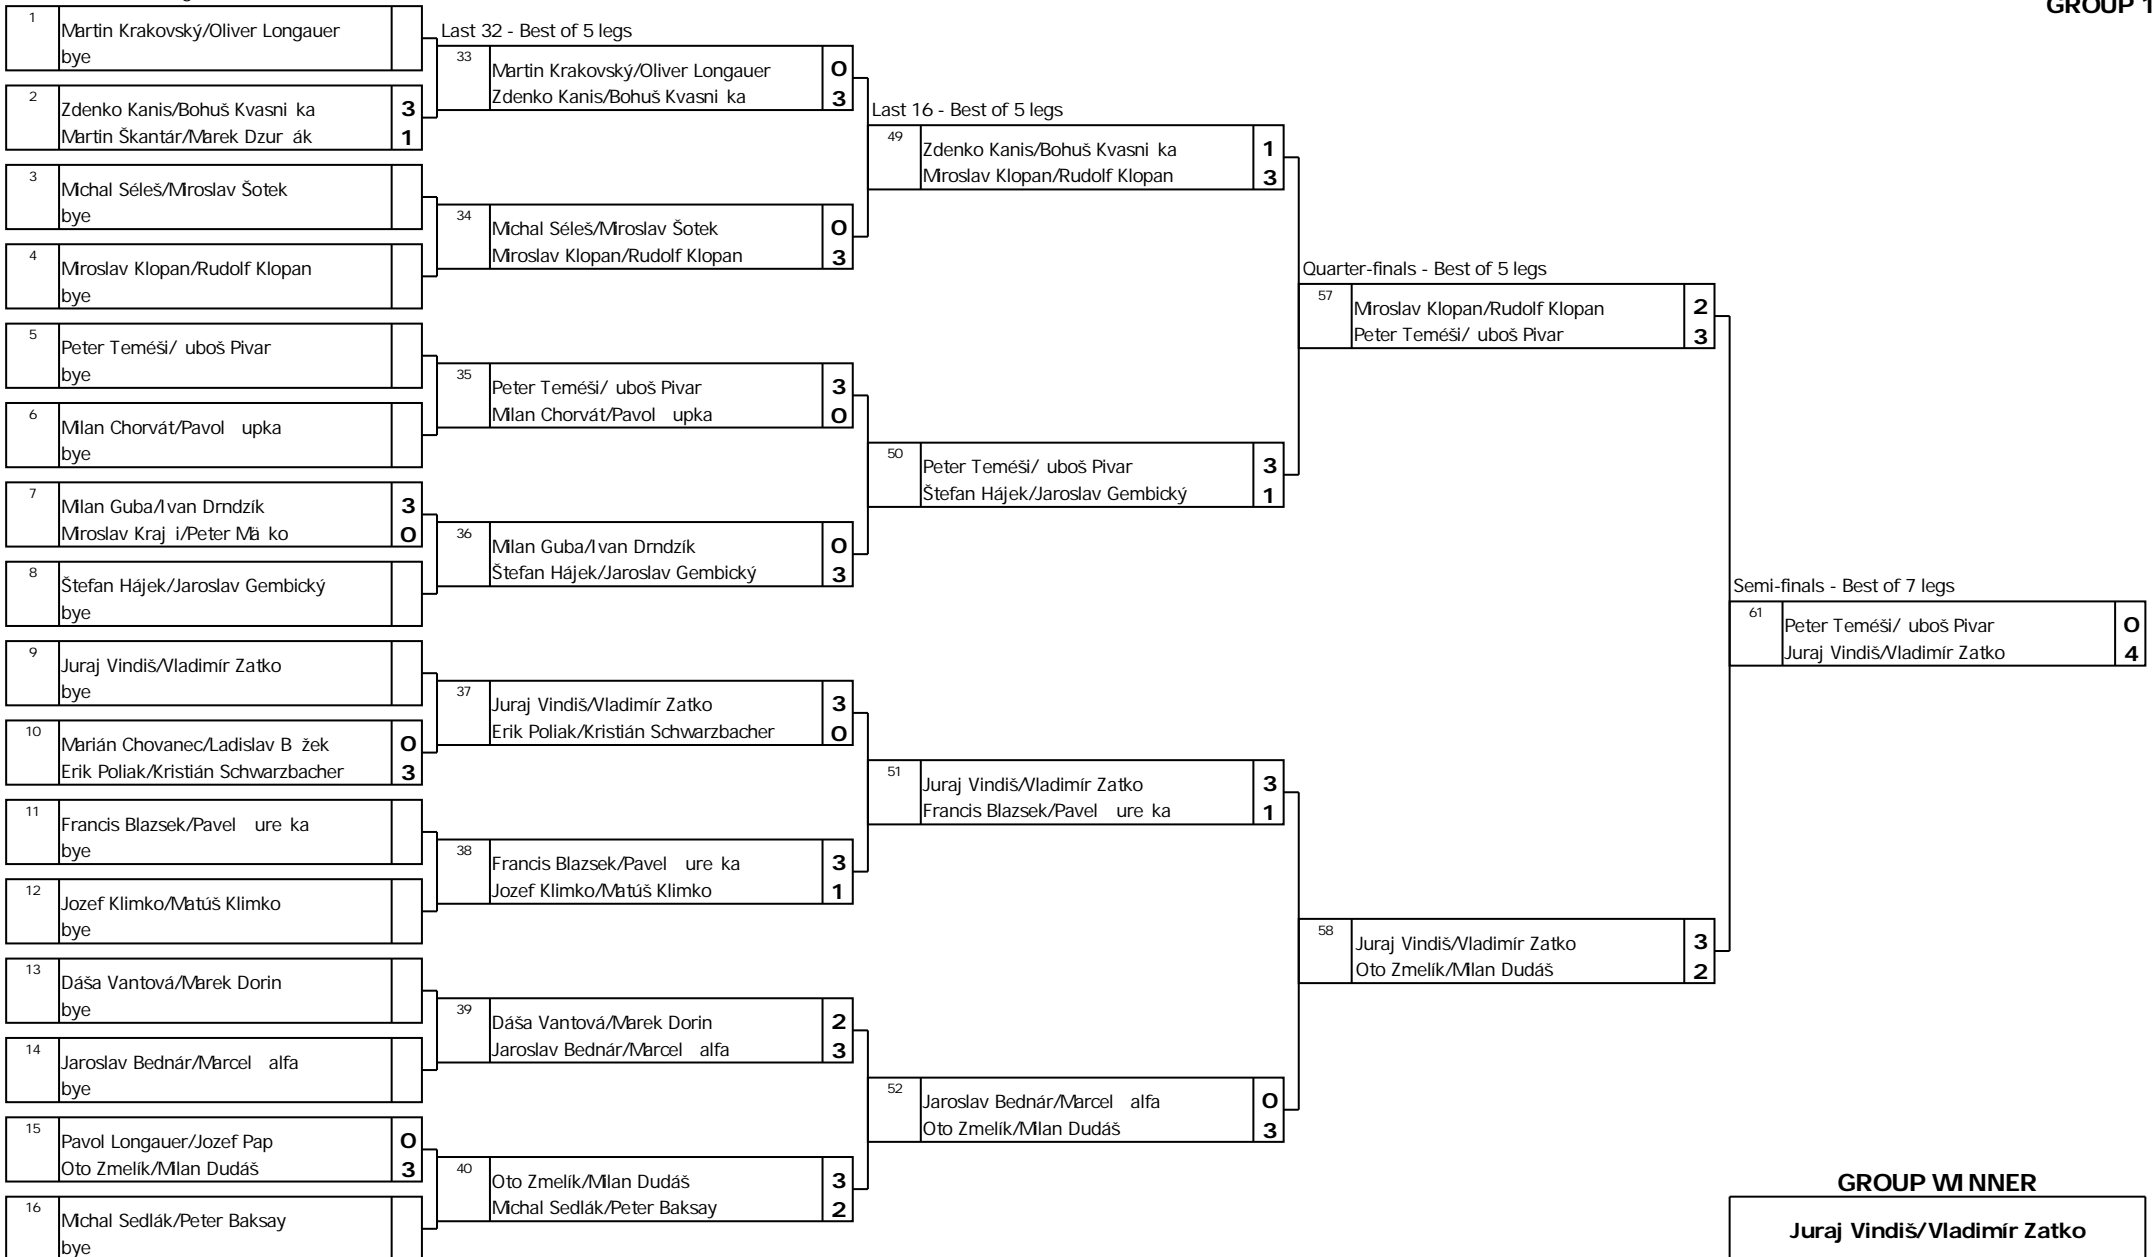 GROUP 1
1
Martin Krakovský/Oliver Longauer
bye
2
Zdenko Kanis/Bohuš Kvasni ka 3
Martin Škantár/Marek Dzur ák 1
3
Michal Séleš/Miroslav Šotek
bye
4
Miroslav Klopan/Rudolf Klopan
bye
5
Peter Teméši/ uboš Pivar
bye
6
Milan Chorvát/Pavol upka
bye
7
Milan Guba/Ivan Drndzík 3
Miroslav Kraj i/Peter Mä ko 0
8
Štefan Hájek/Jaroslav Gembický
bye
9
Juraj Vindiš/Vladimír Zatko
bye
10
Marián Chovanec/Ladislav B žek 0
Erik Poliak/Kristián Schwarzbacher 3
11
Francis Blazsek/Pavel ure ka
bye
12
Jozef Klimko/Matúš Klimko
bye
13
Dáša Vantová/Marek Dorin
bye
14
Jaroslav Bednár/Marcel alfa
bye
15
Pavol Longauer/Jozef Pap 0
Oto Zmelík/Milan Dudáš 3
16
Michal Sedlák/Peter Baksay
bye
Last 32 - Best of 5 legs
33
Martin Krakovský/Oliver Longauer 0
Zdenko Kanis/Bohuš Kvasni ka 3
34
Michal Séleš/Miroslav Šotek 0
Miroslav Klopan/Rudolf Klopan 3
35
Peter Teméši/ uboš Pivar 3
Milan Chorvát/Pavol upka 0
36
Milan Guba/Ivan Drndzík 0
Štefan Hájek/Jaroslav Gembický 3
37
Juraj Vindiš/Vladimír Zatko 3
Erik Poliak/Kristián Schwarzbacher 0
38
Francis Blazsek/Pavel ure ka 3
Jozef Klimko/Matúš Klimko 1
39
Dáša Vantová/Marek Dorin 2
Jaroslav Bednár/Marcel alfa 3
40
Oto Zmelík/Milan Dudáš 3
Michal Sedlák/Peter Baksay 2
Last 16 - Best of 5 legs
49
Zdenko Kanis/Bohuš Kvasni ka 1
Miroslav Klopan/Rudolf Klopan 3
50
Peter Teméši/ uboš Pivar 3
Štefan Hájek/Jaroslav Gembický 1
51
Juraj Vindiš/Vladimír Zatko 3
Francis Blazsek/Pavel ure ka 1
52
Jaroslav Bednár/Marcel alfa 0
Oto Zmelík/Milan Dudáš 3
Quarter-finals - Best of 5 legs
57
Miroslav Klopan/Rudolf Klopan 2
Peter Teméši/ uboš Pivar 3
58
Juraj Vindiš/Vladimír Zatko 3
Oto Zmelík/Milan Dudáš 2
Semi-finals - Best of 7 legs
61
Peter Teméši/ uboš Pivar 0
Juraj Vindiš/Vladimír Zatko 4
GROUP WINNER
Juraj Vindiš/Vladimír Zatko